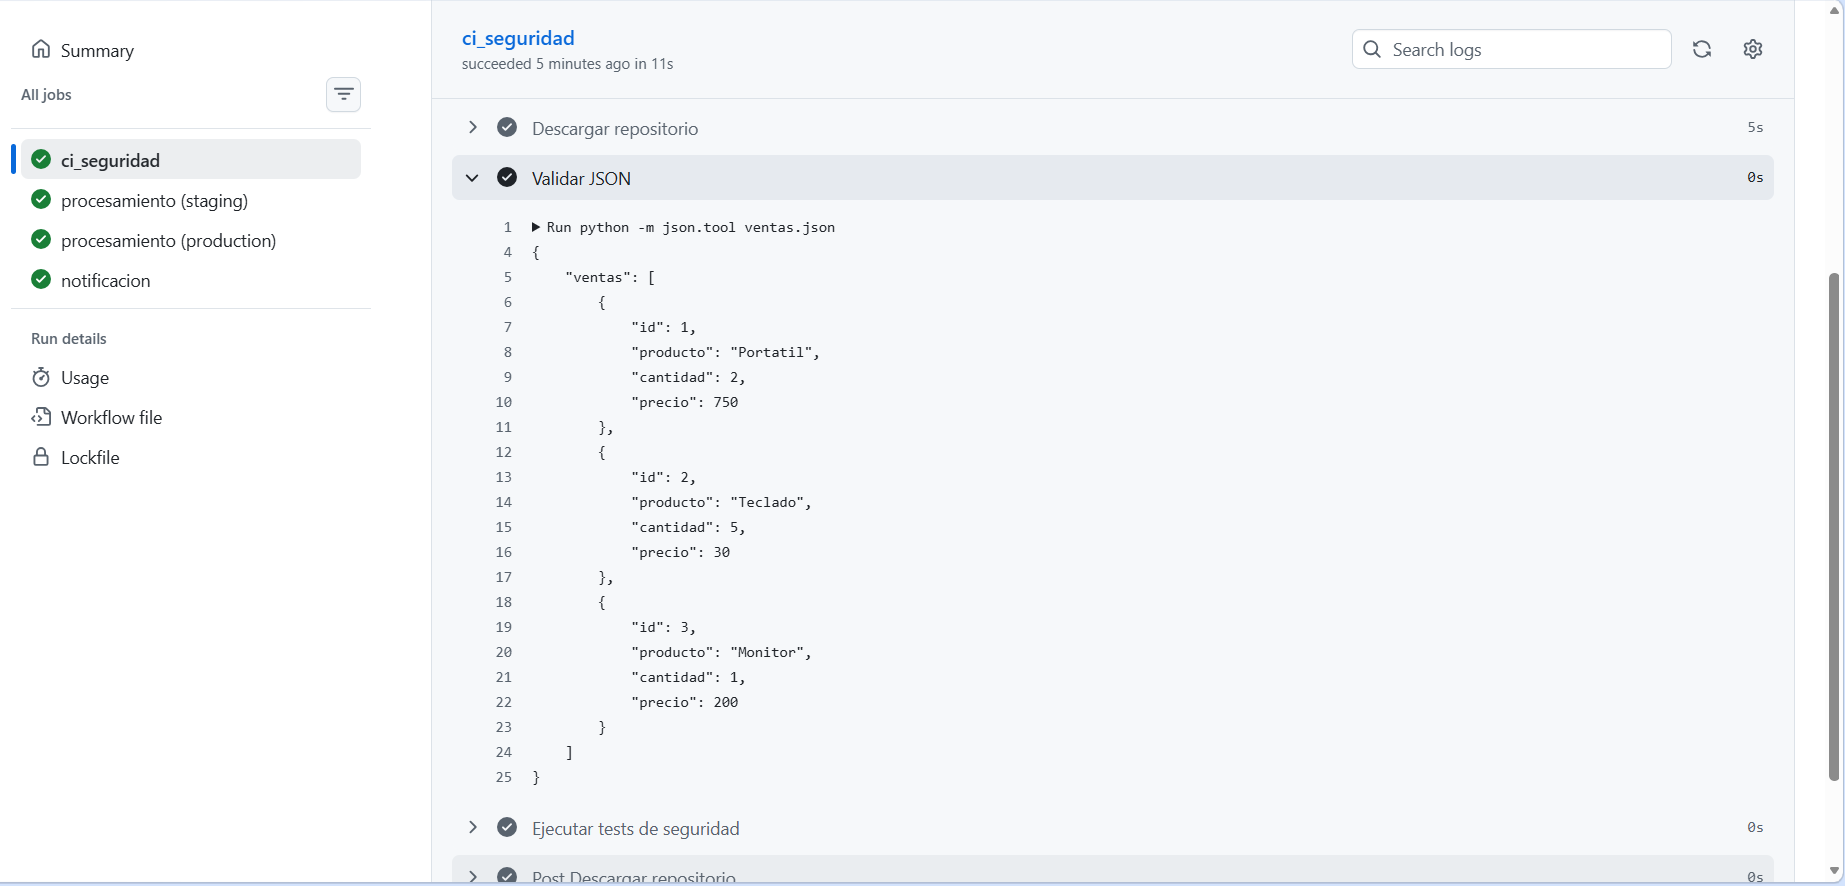 Summary
All jobs
ci_seguridad
procesamiento (staging)
procesamiento (production)
notificacion
Run details
Usage
Workflow file
Lockfile
ci_seguridad
succeeded 5 minutes ago in 11s
Search logs
Descargar repositorio 5s
Validar JSON 0s
1 Run python -m json.tool ventas.json
4 {
5 "ventas": [
6 {
7 "id": 1,
8 "producto": "Portatil",
9 "cantidad": 2,
10 "precio": 750
11 },
12 {
13 "id": 2,
14 "producto": "Teclado",
15 "cantidad": 5,
16 "precio": 30
17 },
18 {
19 "id": 3,
20 "producto": "Monitor",
21 "cantidad": 1,
22 "precio": 200
23 }
24 ]
25 }
Ejecutar tests de seguridad 0s
Post Descargar repositorio 0s